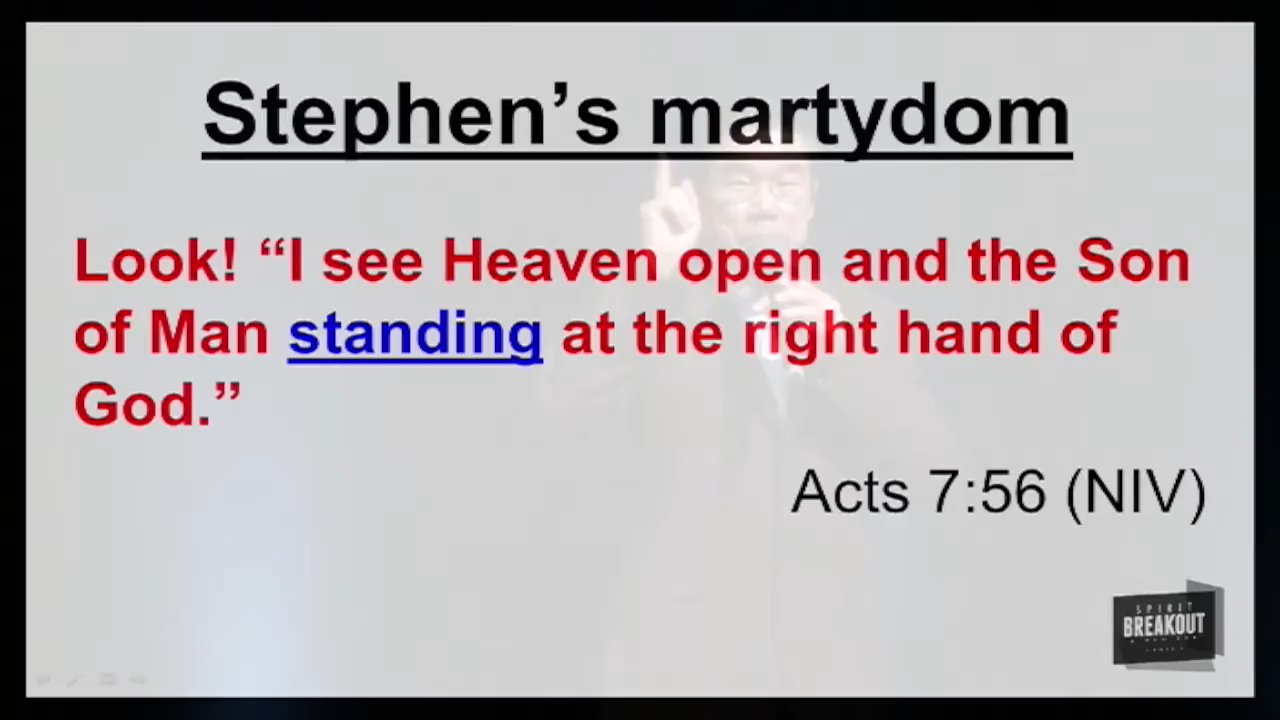 Stephen’s martydom
Look! “I see Heaven open and the Son
of Man standing at the right hand of
God.”
Acts 7:56 (NIV)
SPIRIT
BREAKOUT